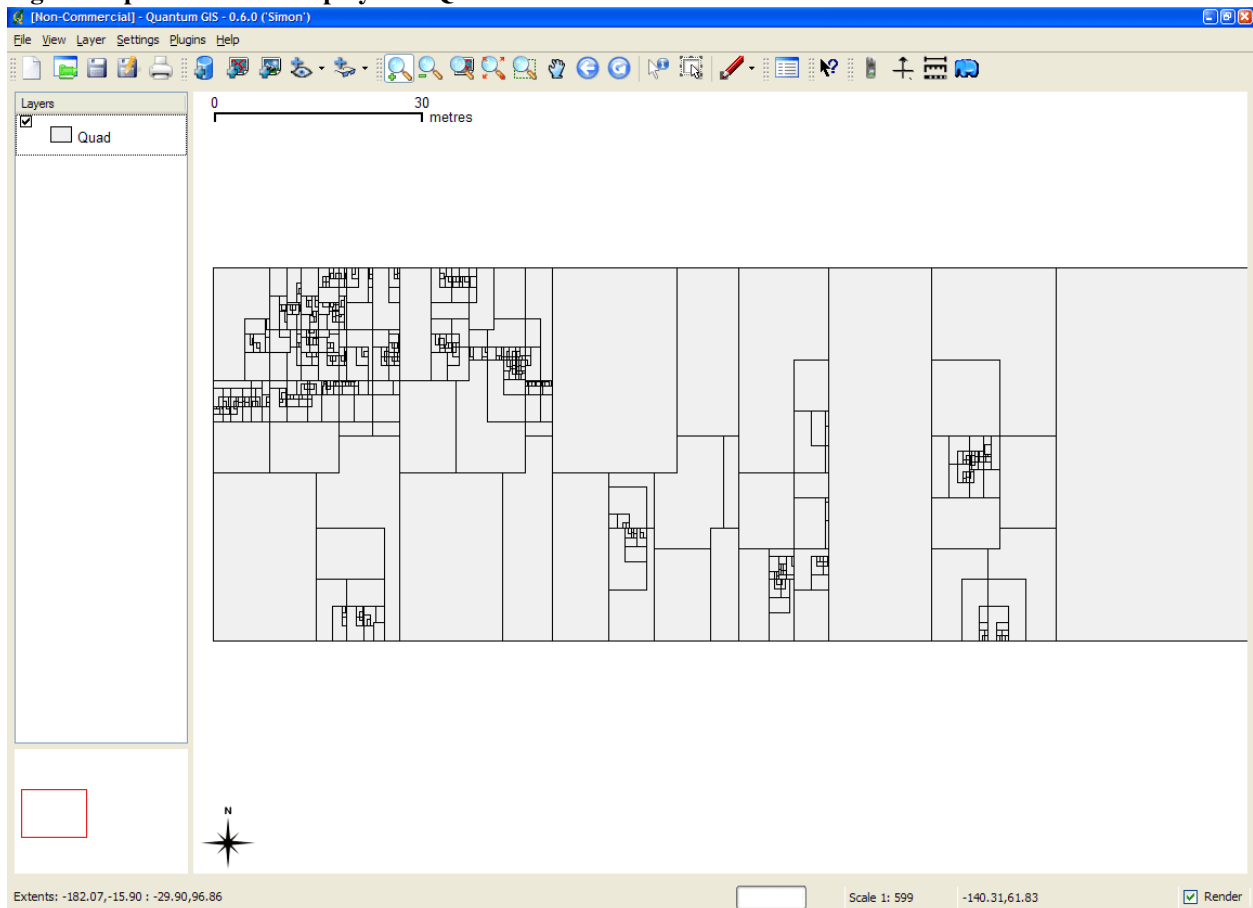 [Non-Commercial] - Quantum GIS - 0.6.0 ('Simon')
File View Layer Settings Plugins Help
Layers
Quad
0 30
metres
N
Extents: -182.07,-15.90 : -29.90,96.86
Scale 1: 599
-140.31,61.83
Render